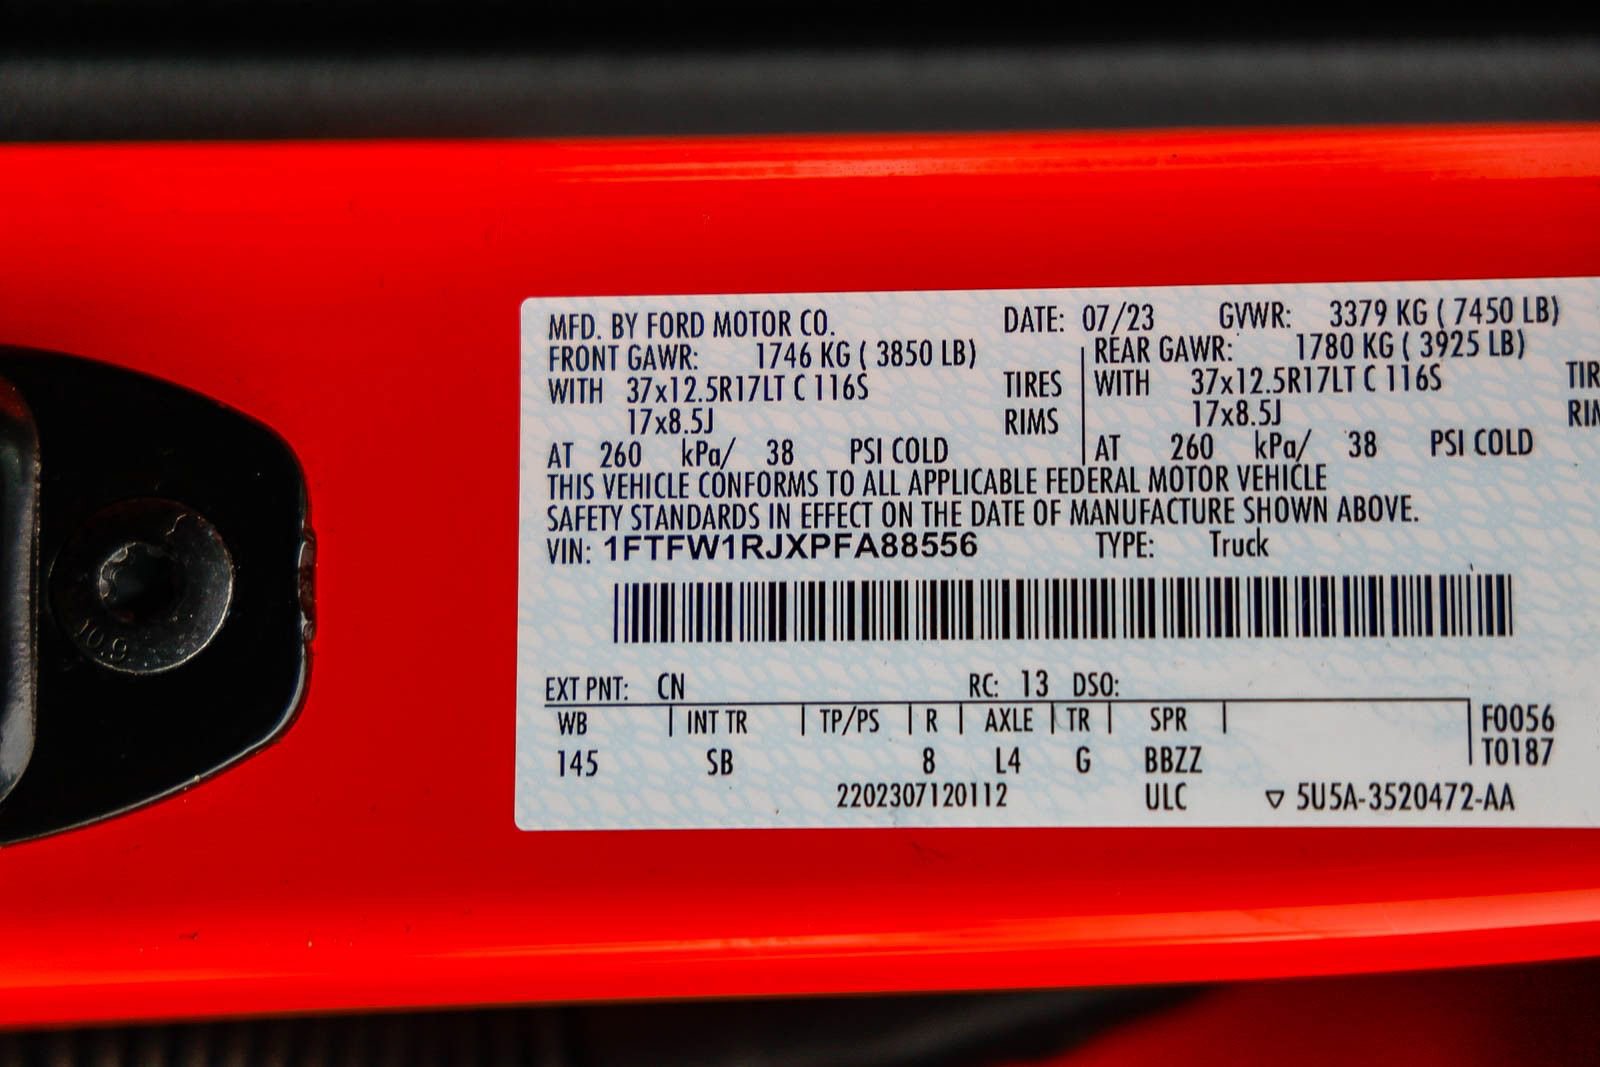 MFD. BY FORD MOTOR CO. DATE: 07/23 GVWR: 3379 KG ( 7450 LB)
FRONT GAWR: 1746 KG ( 3850 LB) REAR GAWR: 1780 KG ( 3925 LB)
WITH 37x12.5R17LT C 116S TIRES WITH 37x12.5R17LT C 116S TIR
17x8.5J RIMS 17x8.5J RIM
AT 260 kPa/ 38 PSI COLD AT 260 kPa/ 38 PSI COLD
THIS VEHICLE CONFORMS TO ALL APPLICABLE FEDERAL MOTOR VEHICLE
SAFETY STANDARDS IN EFFECT ON THE DATE OF MANUFACTURE SHOWN ABOVE.
VIN: 1FTFW1RJXPFA88556 TYPE: Truck
EXT PNT: CN RC: 13 DSO:
WB INT TR TP/PS R AXLE TR SPR F0056
145 SB 8 L4 G BBZZ T0187
2202307120112 ULC ▽ 5U5A-3520472-AA
10.9